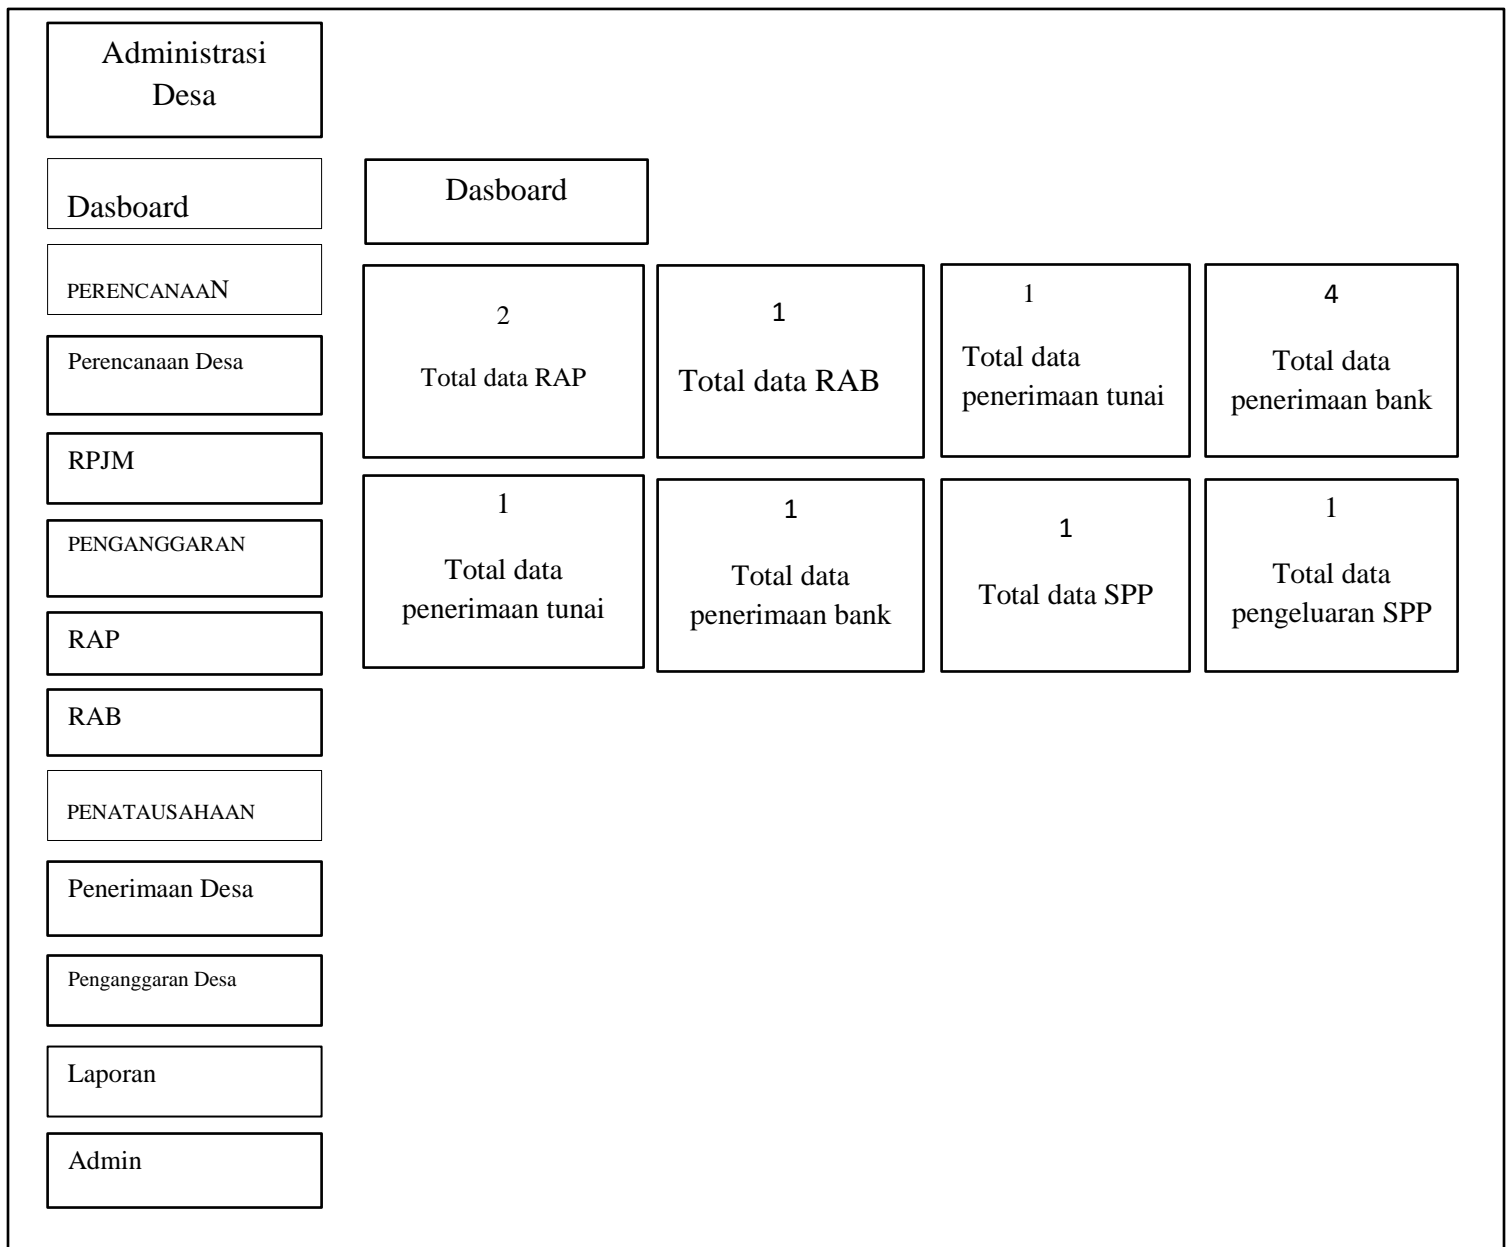 Administrasi
Desa
Dasboard
PERENCANAAN
Perencanaan Desa
RPJM
PENGANGGARAN
RAP
RAB
PENATAUSAHAAN
Penerimaan Desa
Penganggaran Desa
Laporan
Admin
Dasboard
2
Total data RAP
1
Total data RAB
1
Total data
penerimaan tunai
4
Total data
penerimaan bank
1
Total data
penerimaan tunai
1
Total data
penerimaan bank
1
Total data SPP
1
Total data
pengeluaran SPP